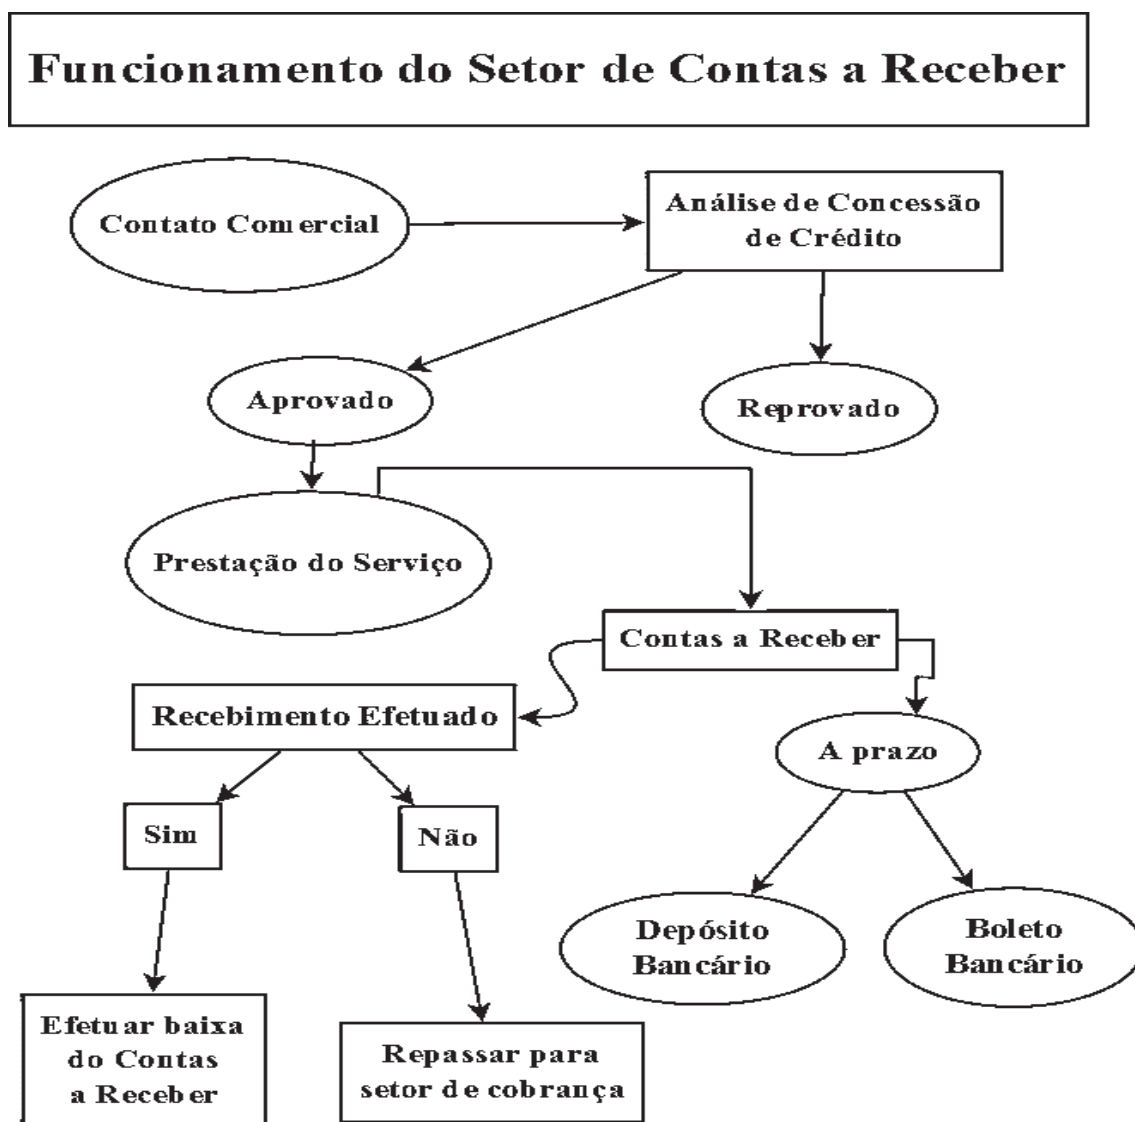 Funcionamento do Setor de Contas a Receber
Contato Comercial
Análise de Concessão
de Crédito
Aprovado
Reprovado
Prestação do Serviço
Contas a Receber
Recebimento Efetuado
A prazo
Sim
Não
Depósito
Bancário
Boleto
Bancário
Efetuar baixa
do Contas
a Receber
Repassar para
setor de cobrança